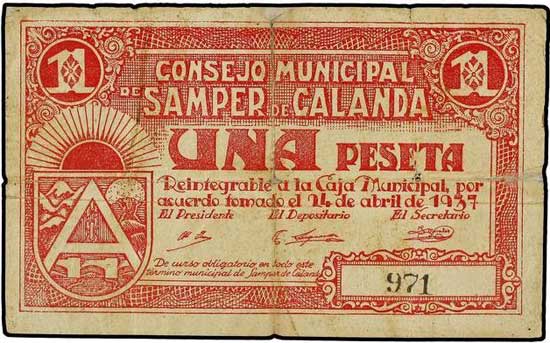 1 1
CONSEJO MUNICIPAL
DE SAMPER DE CALANDA
UNA PESETA
Reintegrable a la Caja Municipal, por
acuerdo tomado el 24 de abril de 1937
El Presidente El Depositario El Secretario
De curso obligatorio en todo este
término municipal de Samper de Calanda
971